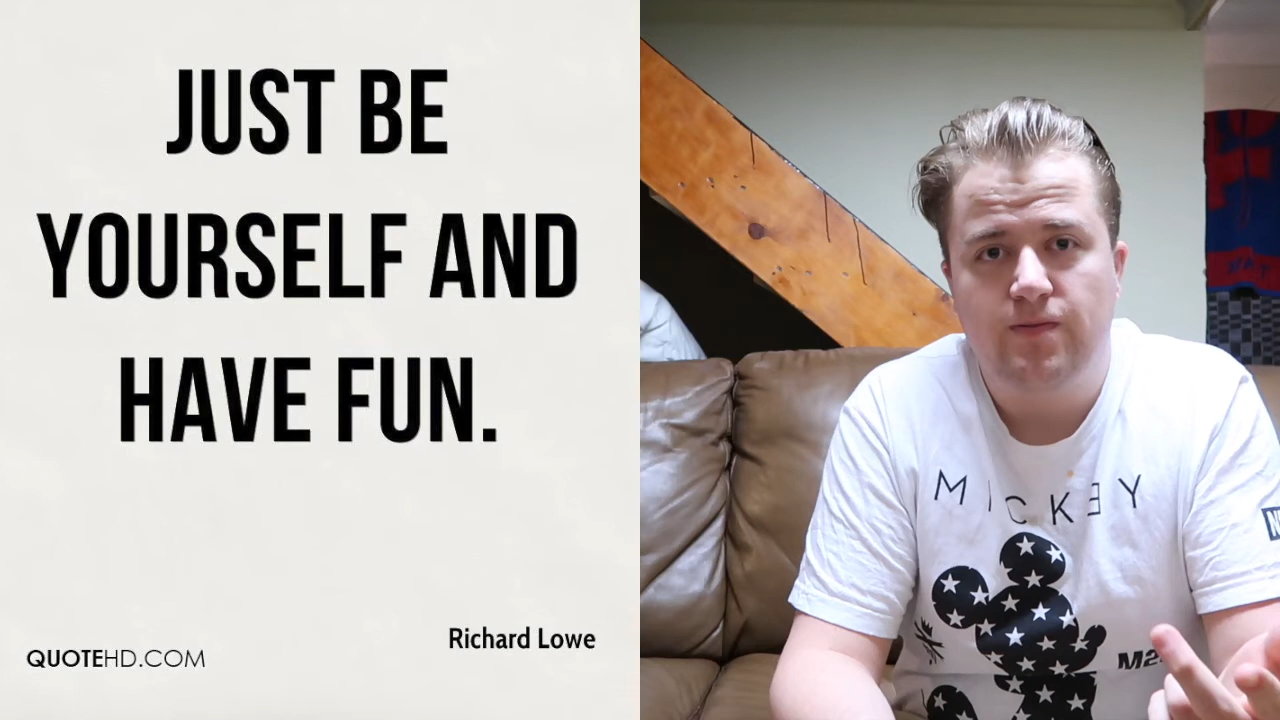 JUST BE
YOURSELF AND
HAVE FUN.
Richard Lowe
QUOTEHD.COM
MICKEY